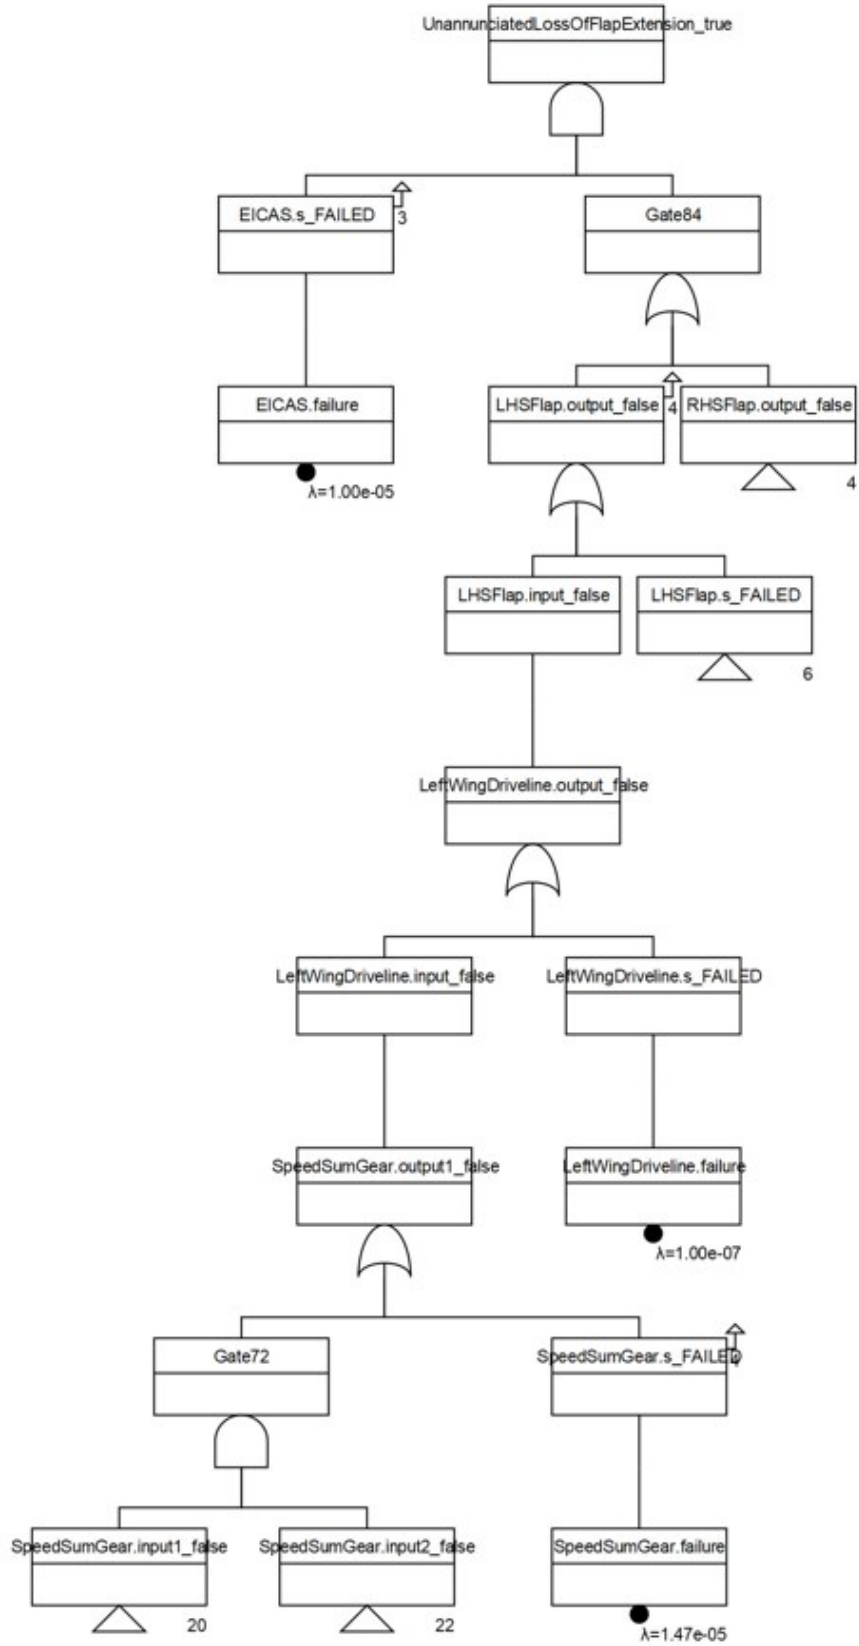 UnannunciatedLossOfFlapExtension_true
EICAS.s_FAILED
3
Gate84
EICAS.failure
λ=1.00e-05
LHSFlap.output_false
4
RHSFlap.output_false
4
LHSFlap.input_false
LHSFlap.s_FAILED
6
LeftWingDriveline.output_false
LeftWingDriveline.input_false
LeftWingDriveline.s_FAILED
SpeedSumGear.output1_false
LeftWingDriveline.failure
λ=1.00e-07
Gate72
SpeedSumGear.s_FAILED
SpeedSumGear.input1_false
20
SpeedSumGear.input2_false
22
SpeedSumGear.failure
λ=1.47e-05